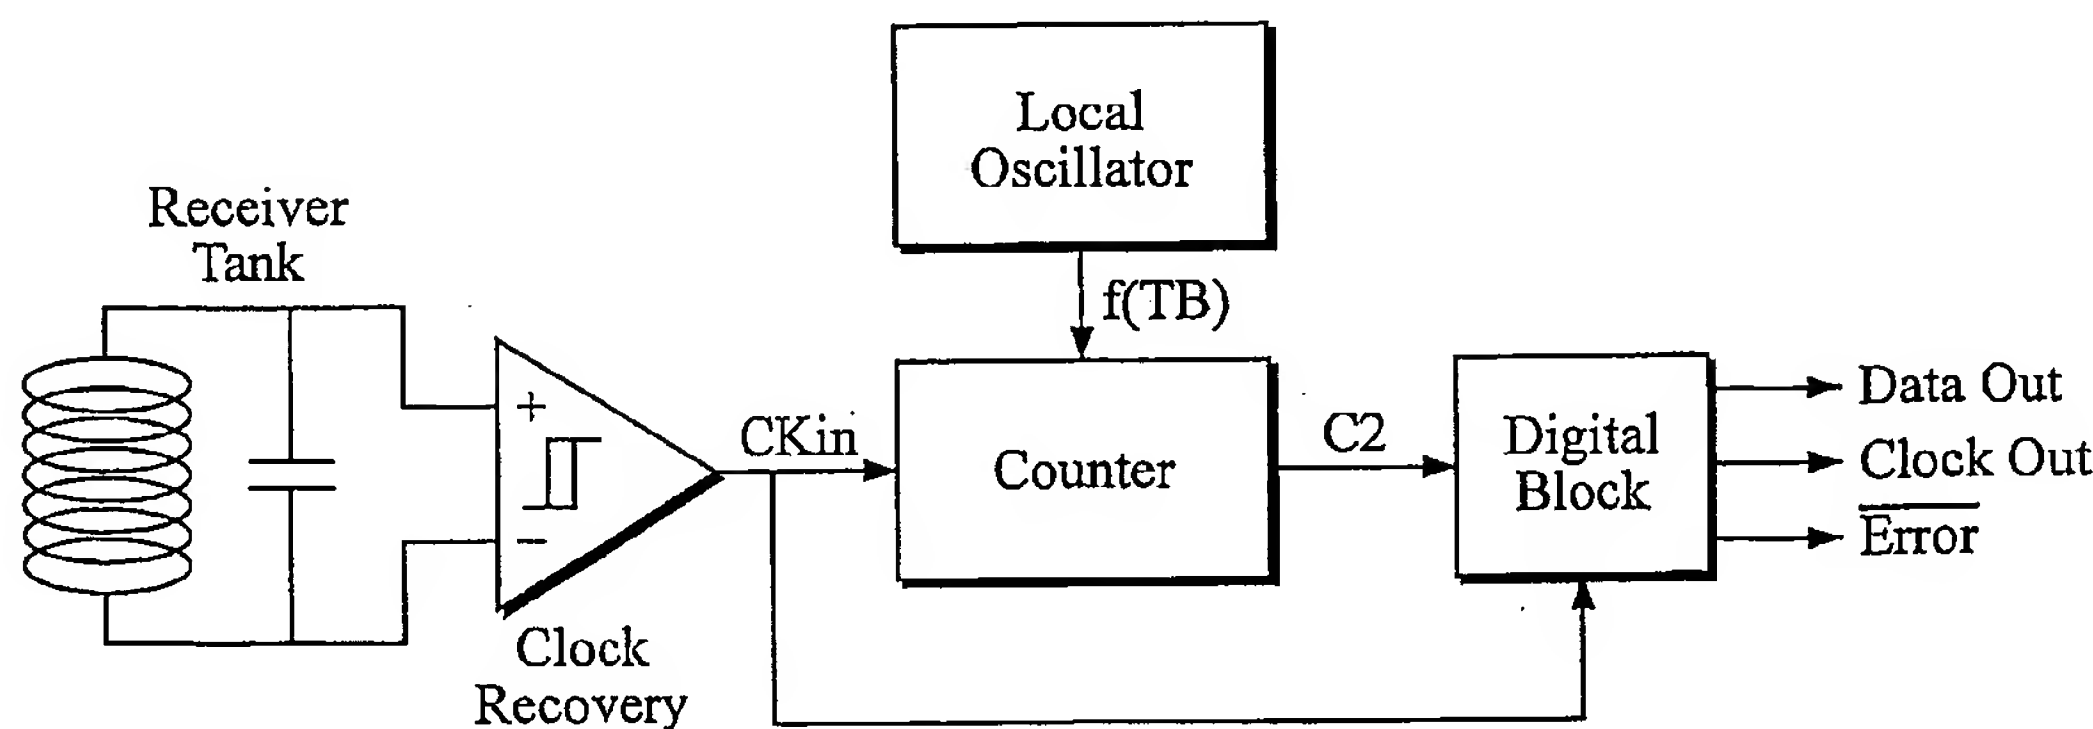 Local
Oscillator
Receiver
Tank
f(TB)
+
CKin
Counter
C2
Digital
Block
Data Out
Clock Out
Error
−
Clock
Recovery